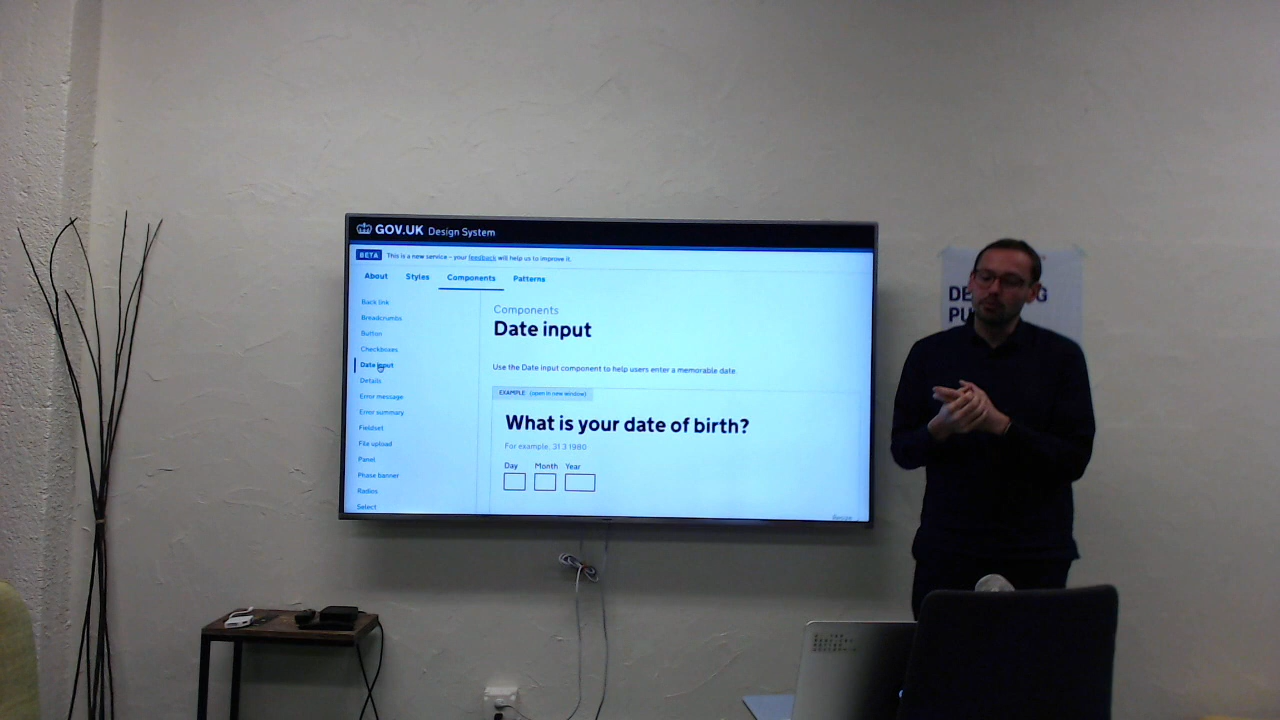 GOV.UK Design System
BETA This is a new service – your feedback will help us to improve it.
About Styles Components Patterns
Back link
Breadcrumbs
Button
Checkboxes
Date input
Details
Error message
Error summary
Fieldset
File upload
Panel
Phase banner
Radios
Select
Components
Date input
Use the Date input component to help users enter a memorable date.
EXAMPLE (open in new window)
What is your date of birth?
For example, 31 3 1980
Day Month Year
DE G
PU